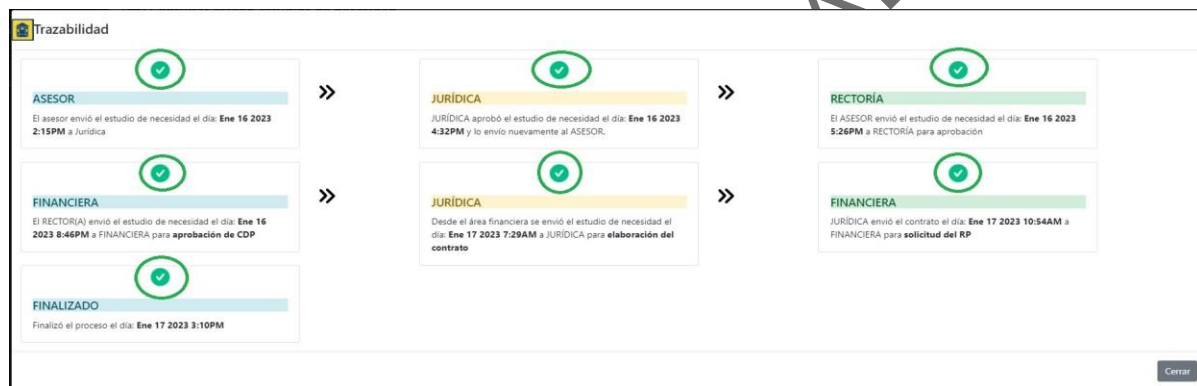 Trazabilidad
ASESOR
El asesor envió el estudio de necesidad el día: Ene 16 2023
2:15PM a Jurídica
JURÍDICA
JURÍDICA aprobó el estudio de necesidad el día: Ene 16 2023
4:32PM y lo envío nuevamente al ASESOR.
RECTORÍA
El ASESOR envió el estudio de necesidad el día: Ene 16 2023
5:26PM a RECTORÍA para aprobación
FINANCIERA
El RECTOR(A) envió el estudio de necesidad el día: Ene 16
2023 8:46PM a FINANCIERA para aprobación de CDP
JURÍDICA
Desde el área financiera se envió el estudio de necesidad el
día: Ene 17 2023 7:29AM a JURÍDICA para elaboración del
contrato
FINANCIERA
JURÍDICA envió el contrato el día: Ene 17 2023 10:54AM a
FINANCIERA para solicitud del RP
FINALIZADO
Finalizó el proceso el día: Ene 17 2023 3:10PM
Cerrar